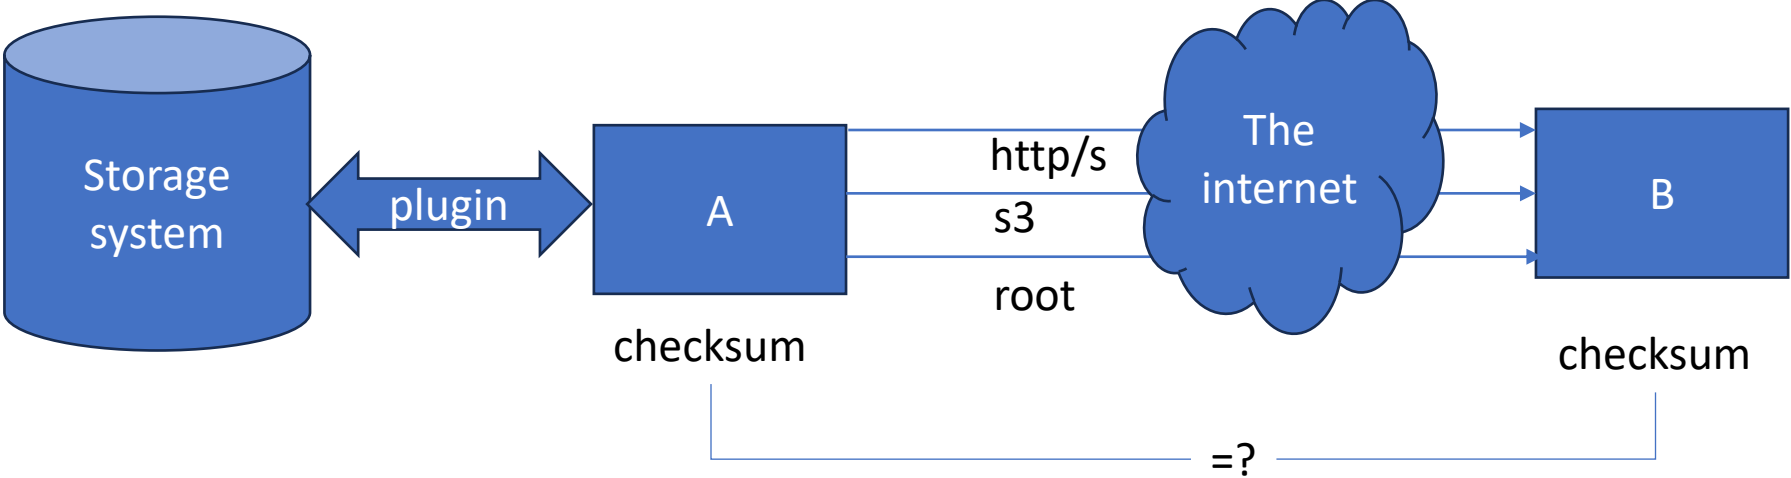 Storage
system
plugin
A
http/s
s3
root
The
internet
B
checksum
checksum
=?